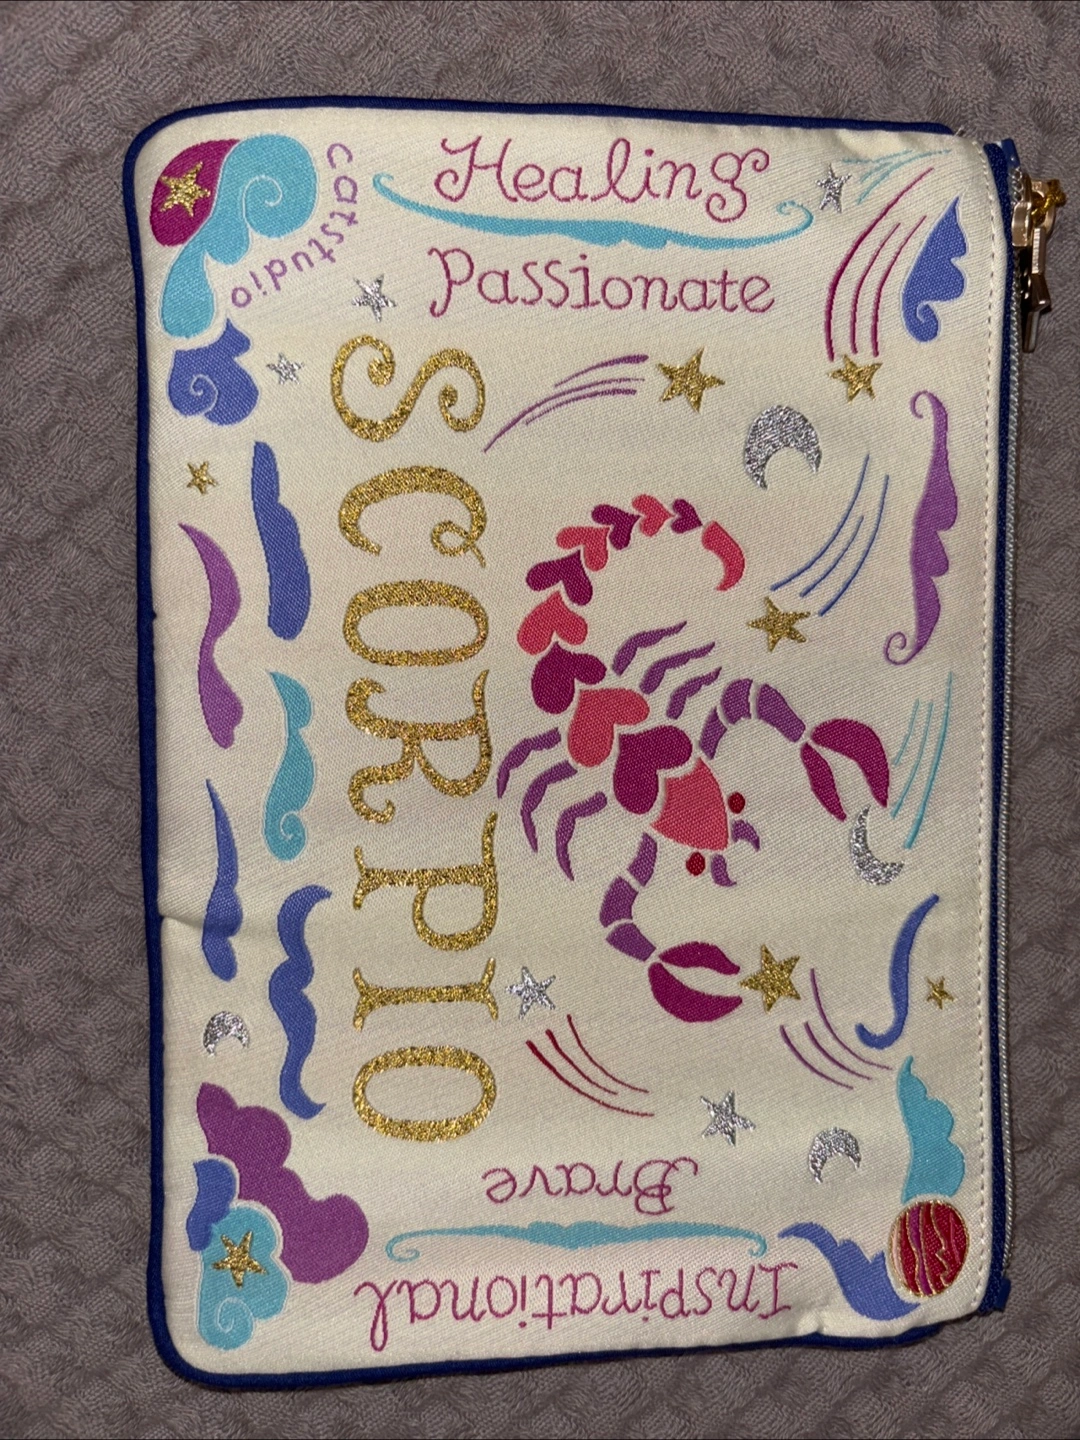 Healing
Passionate
SCORPIO
Brave
Inspirational
catstudio